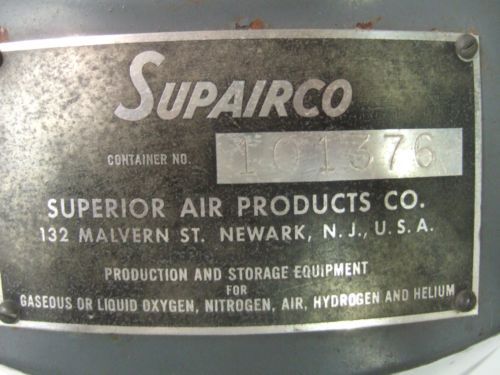 SUPAIRCO
CONTAINER NO. 101376
SUPERIOR AIR PRODUCTS CO.
132 MALVERN ST. NEWARK, N.J., U.S.A.
PRODUCTION AND STORAGE EQUIPMENT
FOR
GASEOUS OR LIQUID OXYGEN, NITROGEN, AIR, HYDROGEN AND HELIUM